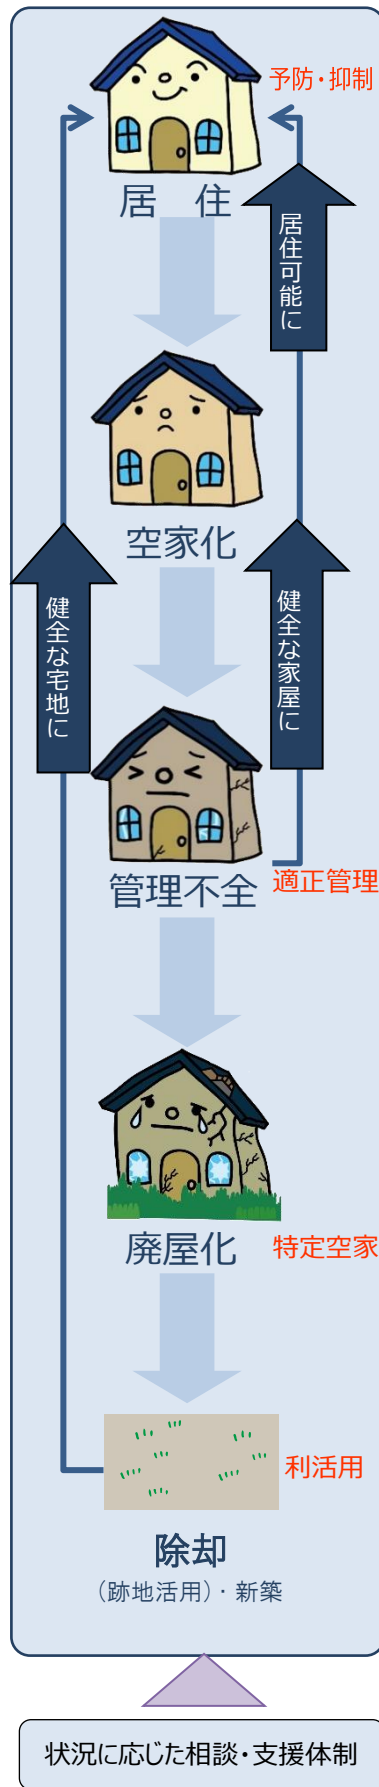 予防・抑制
居　住
居住可能に
空家化
健全な宅地に
健全な家屋に
管理不全
適正管理
廃屋化
特定空家
利活用
除却
（跡地活用）・新築
状況に応じた相談・支援体制